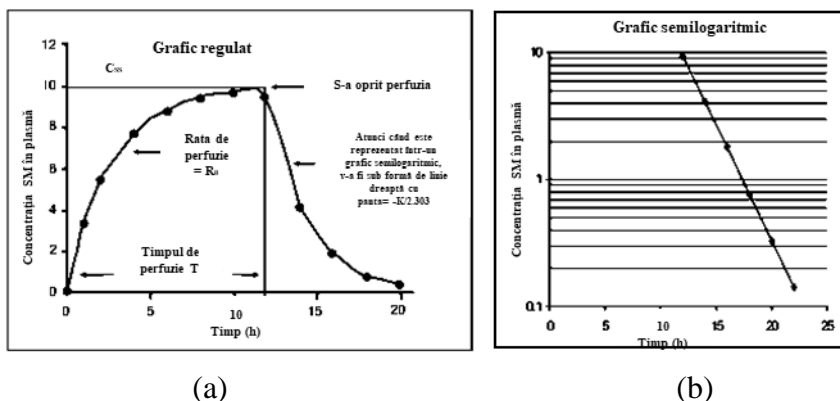 Grafic regulat
12
10
8
6
4
2
0
Concentrația SM în plasmă
Css
S-a oprit perfuzia
Rata de
perfuzie
= R₀
Atunci când este
reprezentat într-un
grafic semilogaritmic,
v-a fi sub formă de linie
dreaptă cu
panta= -K/2.303
Timpul de
perfuzie T
0 5 10 15 20
Timp (h)
(a)
Grafic semilogaritmic
10
1
0.1
Concentrația SM în plasmă
0 5 10 15 20 25
Timp (h)
(b)